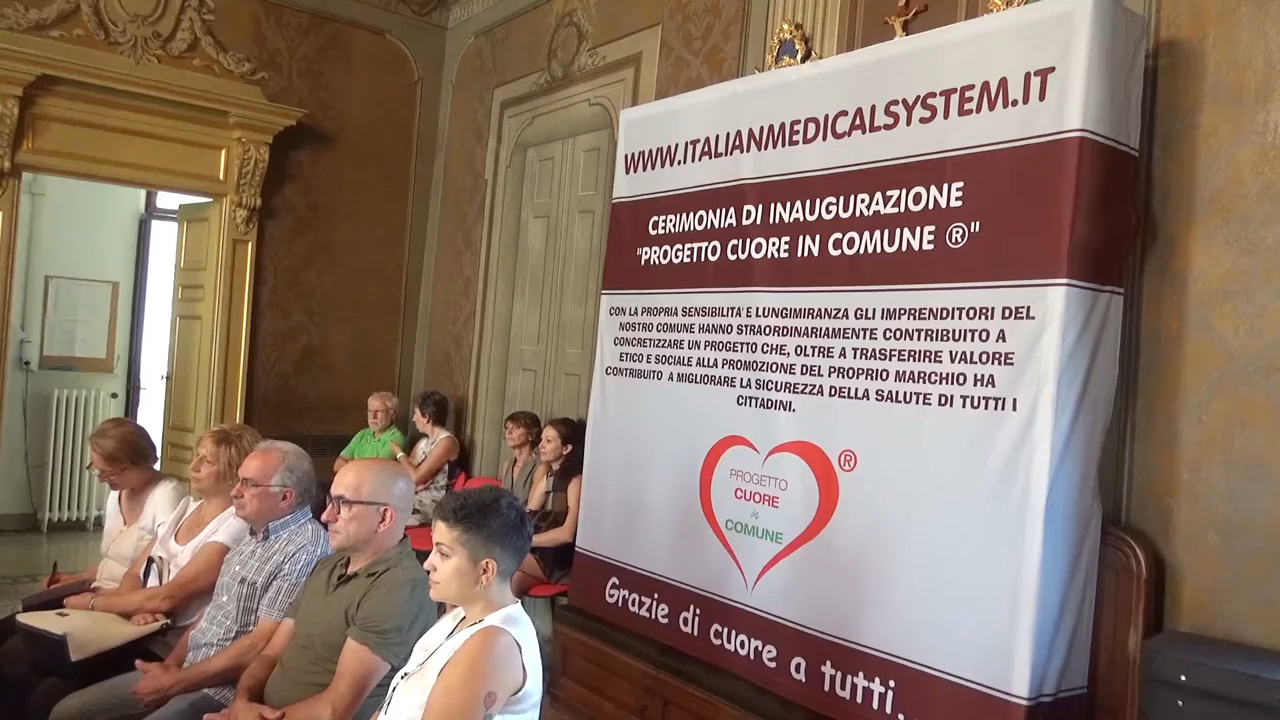 WWW.ITALIANMEDICALSYSTEM.IT
CERIMONIA DI INAUGURAZIONE
"PROGETTO CUORE IN COMUNE ®"
CON LA PROPRIA SENSIBILITA' E LUNGIMIRANZA GLI IMPRENDITORI DEL
NOSTRO COMUNE HANNO STRAORDINARIAMENTE CONTRIBUITO A
CONCRETIZZARE UN PROGETTO CHE, OLTRE A TRASFERIRE VALORE
ETICO E SOCIALE ALLA PROMOZIONE DEL PROPRIO MARCHIO HA
CONTRIBUITO A MIGLIORARE LA SICUREZZA DELLA SALUTE DI TUTTI I
CITTADINI.
®
PROGETTO
CUORE
in
COMUNE
Grazie di cuore a tutti...